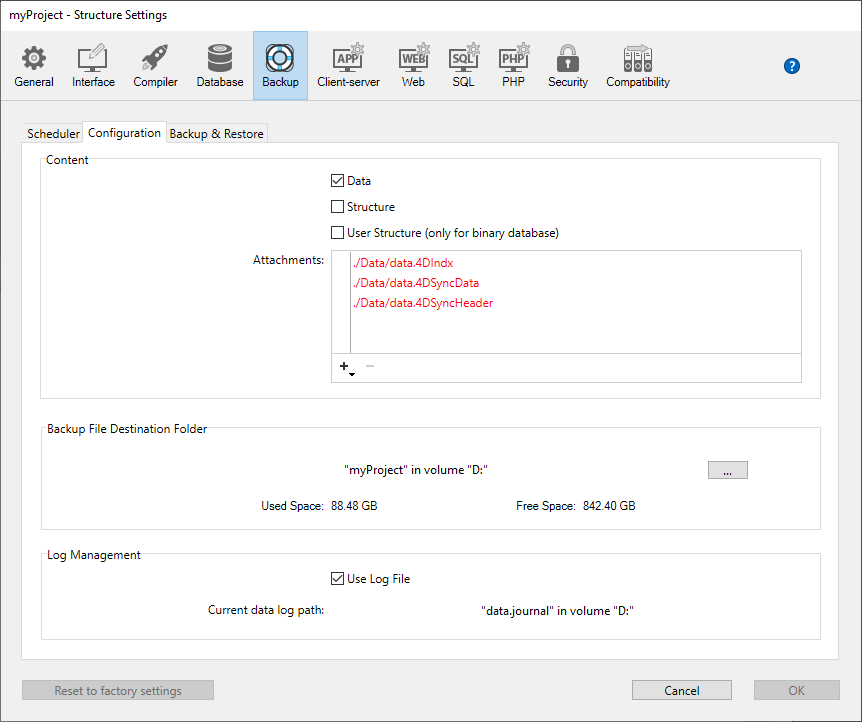 myProject - Structure Settings
General Interface Compiler Database Backup Client-server Web SQL PHP Security Compatibility
APP WEB SQL PHP
?
Scheduler Configuration Backup & Restore
Content
Data
Structure
User Structure (only for binary database)
Attachments:
./Data/data.4DIndx
./Data/data.4DSyncData
./Data/data.4DSyncHeader
Backup File Destination Folder
"myProject" in volume "D:"
...
Used Space: 88.48 GB Free Space: 842.40 GB
Log Management
Use Log File
Current data log path: "data.journal" in volume "D:"
Reset to factory settings Cancel OK